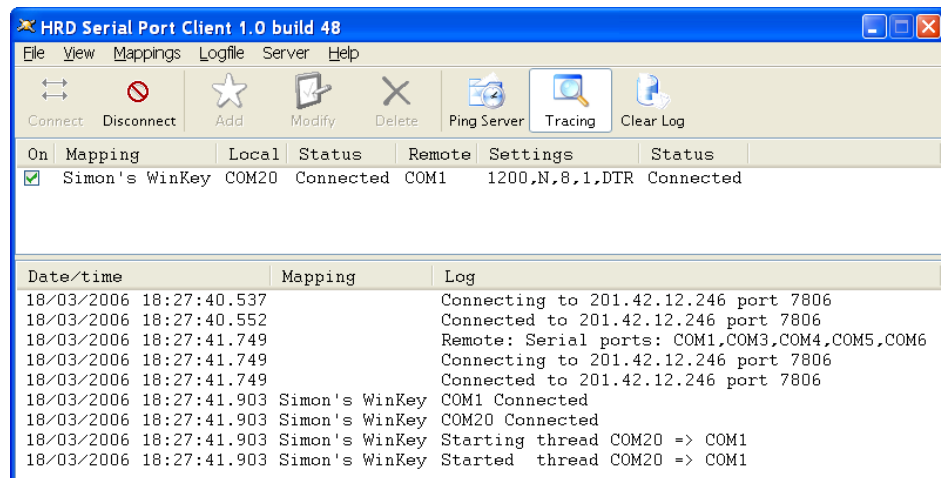 HRD Serial Port Client 1.0 build 48
File View Mappings Logfile Server Help
Connect Disconnect Add Modify Delete Ping Server Tracing Clear Log
On Mapping Local Status Remote Settings Status
Simon's WinKey COM20 Connected COM1 1200,N,8,1,DTR Connected
Date/time Mapping Log
18/03/2006 18:27:40.537 Connecting to 201.42.12.246 port 7806
18/03/2006 18:27:40.552 Connected to 201.42.12.246 port 7806
18/03/2006 18:27:41.749 Remote: Serial ports: COM1,COM3,COM4,COM5,COM6
18/03/2006 18:27:41.749 Connecting to 201.42.12.246 port 7806
18/03/2006 18:27:41.749 Connected to 201.42.12.246 port 7806
18/03/2006 18:27:41.903 Simon's WinKey COM1 Connected
18/03/2006 18:27:41.903 Simon's WinKey COM20 Connected
18/03/2006 18:27:41.903 Simon's WinKey Starting thread COM20 => COM1
18/03/2006 18:27:41.903 Simon's WinKey Started thread COM20 => COM1